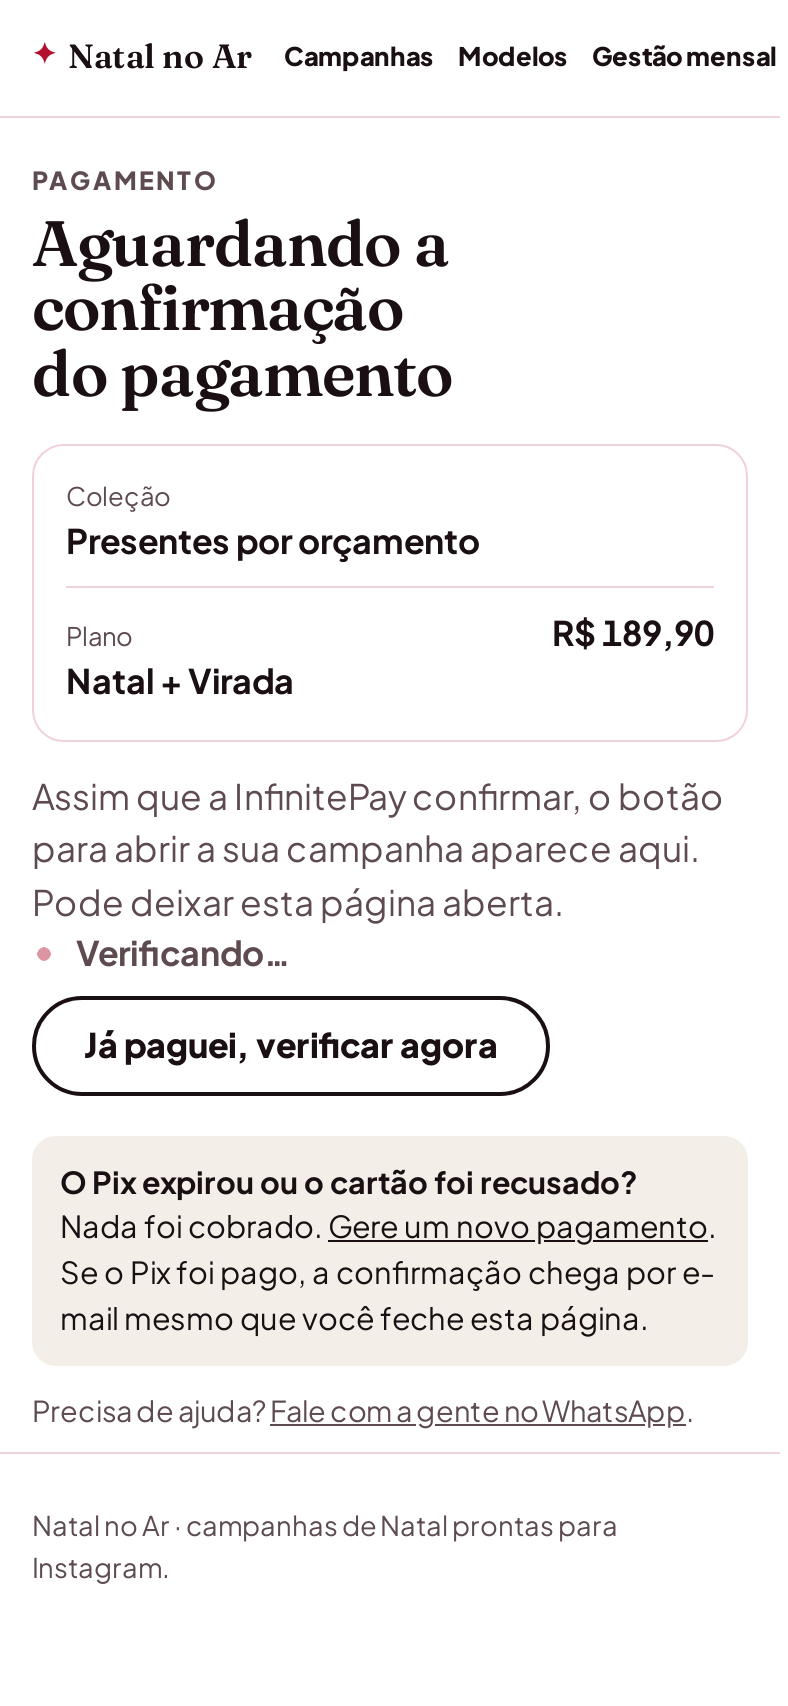 Natal no Ar Campanhas Modelos Gestão mensal
PAGAMENTO
Aguardando a
confirmação
do pagamento
Coleção
Presentes por orçamento
Plano R$ 189,90
Natal + Virada
Assim que a InfinitePay confirmar, o botão
para abrir a sua campanha aparece aqui.
Pode deixar esta página aberta.
Verificando...
Já paguei, verificar agora
O Pix expirou ou o cartão foi recusado?
Nada foi cobrado. Gere um novo pagamento.
Se o Pix foi pago, a confirmação chega por e-
mail mesmo que você feche esta página.
Precisa de ajuda? Fale com a gente no WhatsApp.
Natal no Ar · campanhas de Natal prontas para
Instagram.